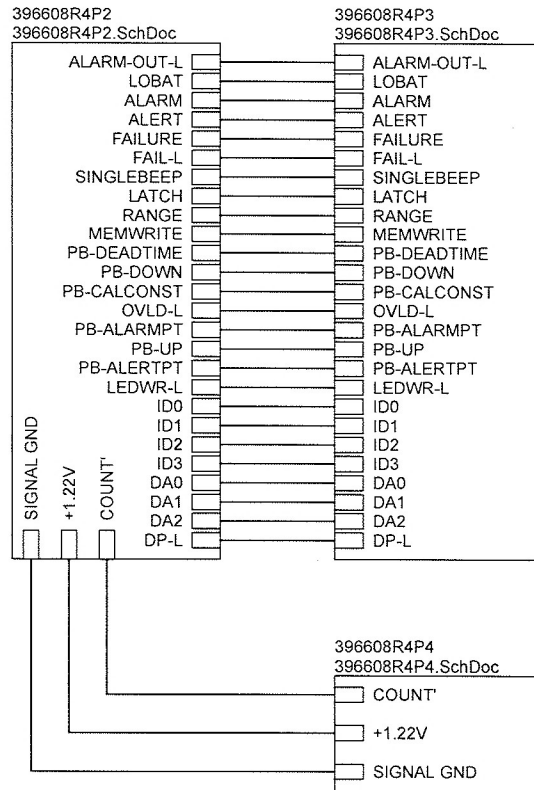 396608R4P2
396608R4P2.SchDoc
ALARM-OUT-L
LOBAT
ALARM
ALERT
FAILURE
FAIL-L
SINGLEBEEP
LATCH
RANGE
MEMWRITE
PB-DEADTIME
PB-DOWN
PB-CALCONST
OVLD-L
PB-ALARMPT
PB-UP
PB-ALERTPT
LEDWR-L
ID0
ID1
ID2
ID3
DA0
DA1
DA2
DP-L
SIGNAL GND
+1.22V
COUNT'
396608R4P3
396608R4P3.SchDoc
ALARM-OUT-L
LOBAT
ALARM
ALERT
FAILURE
FAIL-L
SINGLEBEEP
LATCH
RANGE
MEMWRITE
PB-DEADTIME
PB-DOWN
PB-CALCONST
OVLD-L
PB-ALARMPT
PB-UP
PB-ALERTPT
LEDWR-L
ID0
ID1
ID2
ID3
DA0
DA1
DA2
DP-L
396608R4P4
396608R4P4.SchDoc
COUNT'
+1.22V
SIGNAL GND